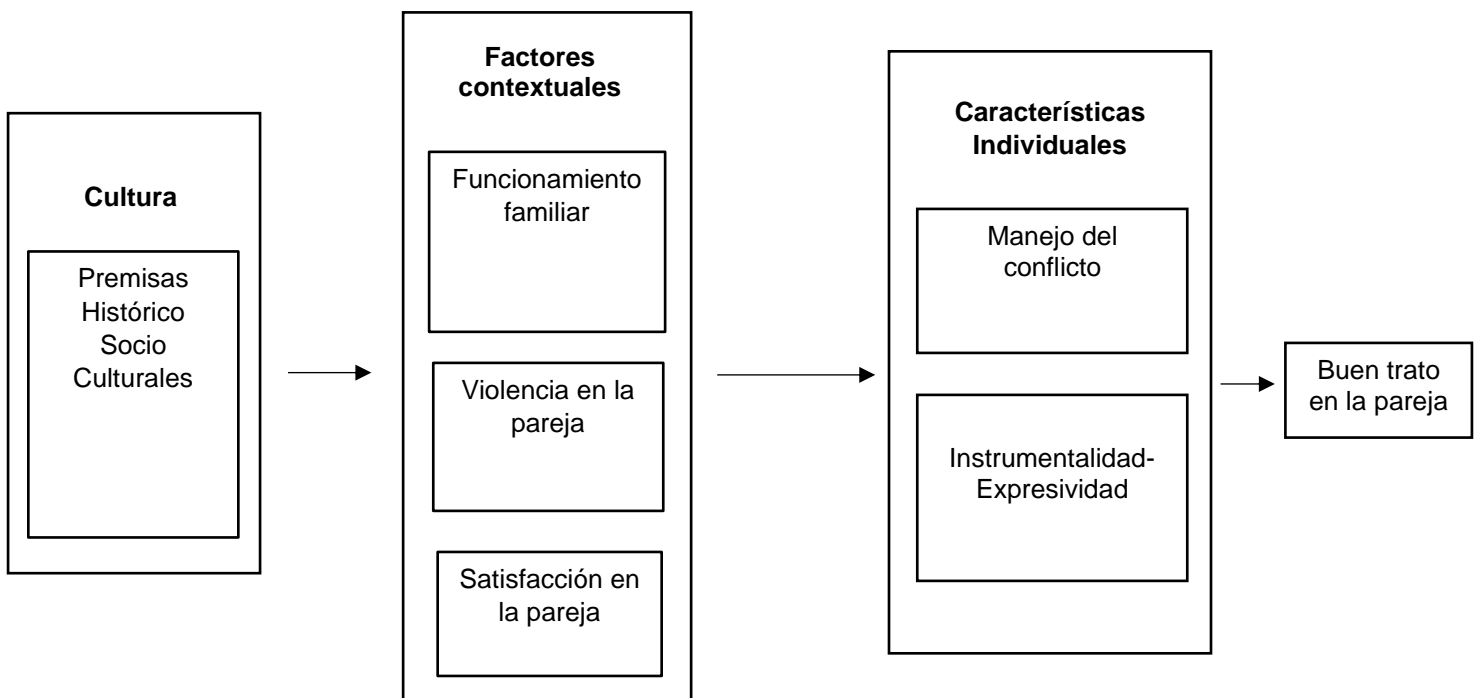 Cultura
Premisas
Histórico
Socio
Culturales
Factores
contextuales
Funcionamiento
familiar
Violencia en la
pareja
Satisfacción en
la pareja
Características
Individuales
Manejo del
conflicto
Instrumentalidad-
Expresividad
Buen trato
en la pareja